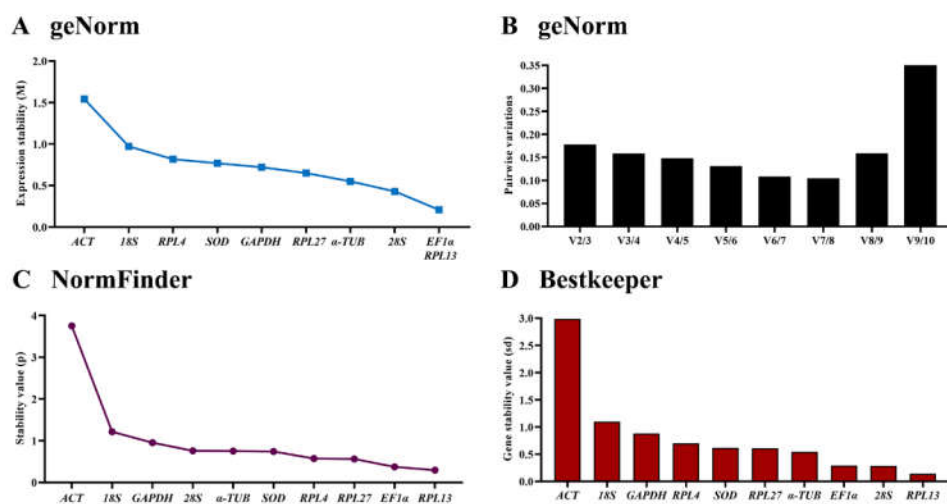 A geNorm
Expression stability (M)
2.0
1.5
1.0
0.5
0.0
ACT 18S RPL4 SOD GAPDH RPL27 α-TUB 28S EF1α
RPL13
B geNorm
Pairwise variations
0.35
0.30
0.25
0.20
0.15
0.10
0.05
0.00
V2/3 V3/4 V4/5 V5/6 V6/7 V7/8 V8/9 V9/10
C NormFinder
Stability value (p)
4
3
2
1
0
ACT 18S GAPDH 28S α-TUB SOD RPL4 RPL27 EF1α RPL13
D Bestkeeper
Gene stability value (sd)
3.0
2.5
2.0
1.5
1.0
0.5
0.0
ACT 18S GAPDH RPL4 SOD RPL27 α-TUB EF1α 28S RPL13